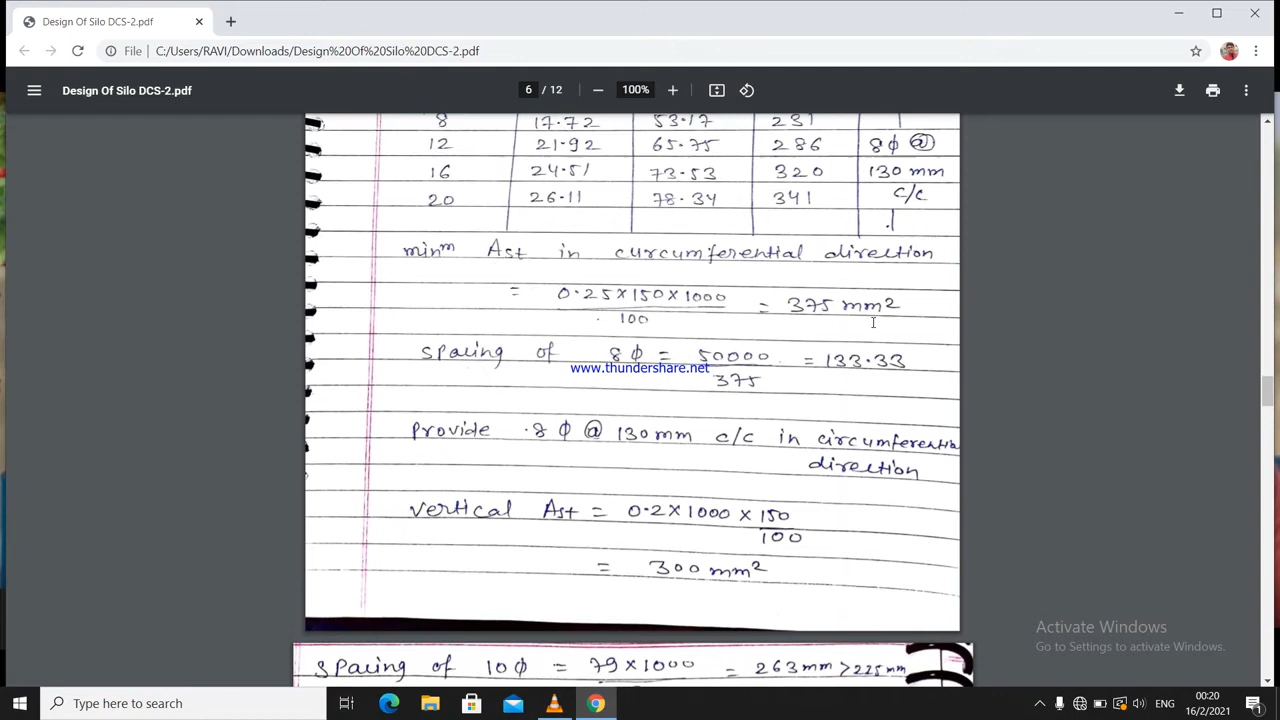 Design Of Silo DCS-2.pdf
File | C:/Users/RAVI/Downloads/Design%20Of%20Silo%20DCS-2.pdf
Design Of Silo DCS-2.pdf 6 / 12 100%
8 17.72 53.17 231
12 21.92 65.75 286 8ϕ @
16 24.51 73.53 320 130 mm
20 26.11 78.34 341 c/c
minm Ast in curcumferential direction
= 0.25×150×1000 / 100 = 375 mm2
spacing of 8ϕ = 50000 / 375 = 133.33
www.thundershare.net
Provide 8 ϕ @ 130mm c/c in circumferential
direction
vertical Ast = 0.2×1000×150 / 100
= 300 mm2
Activate Windows
Go to Settings to activate Windows.
spacing of 10ϕ = 79×1000 = 263mm >225mm
Type here to search
ENG
00:20
16/2/2021